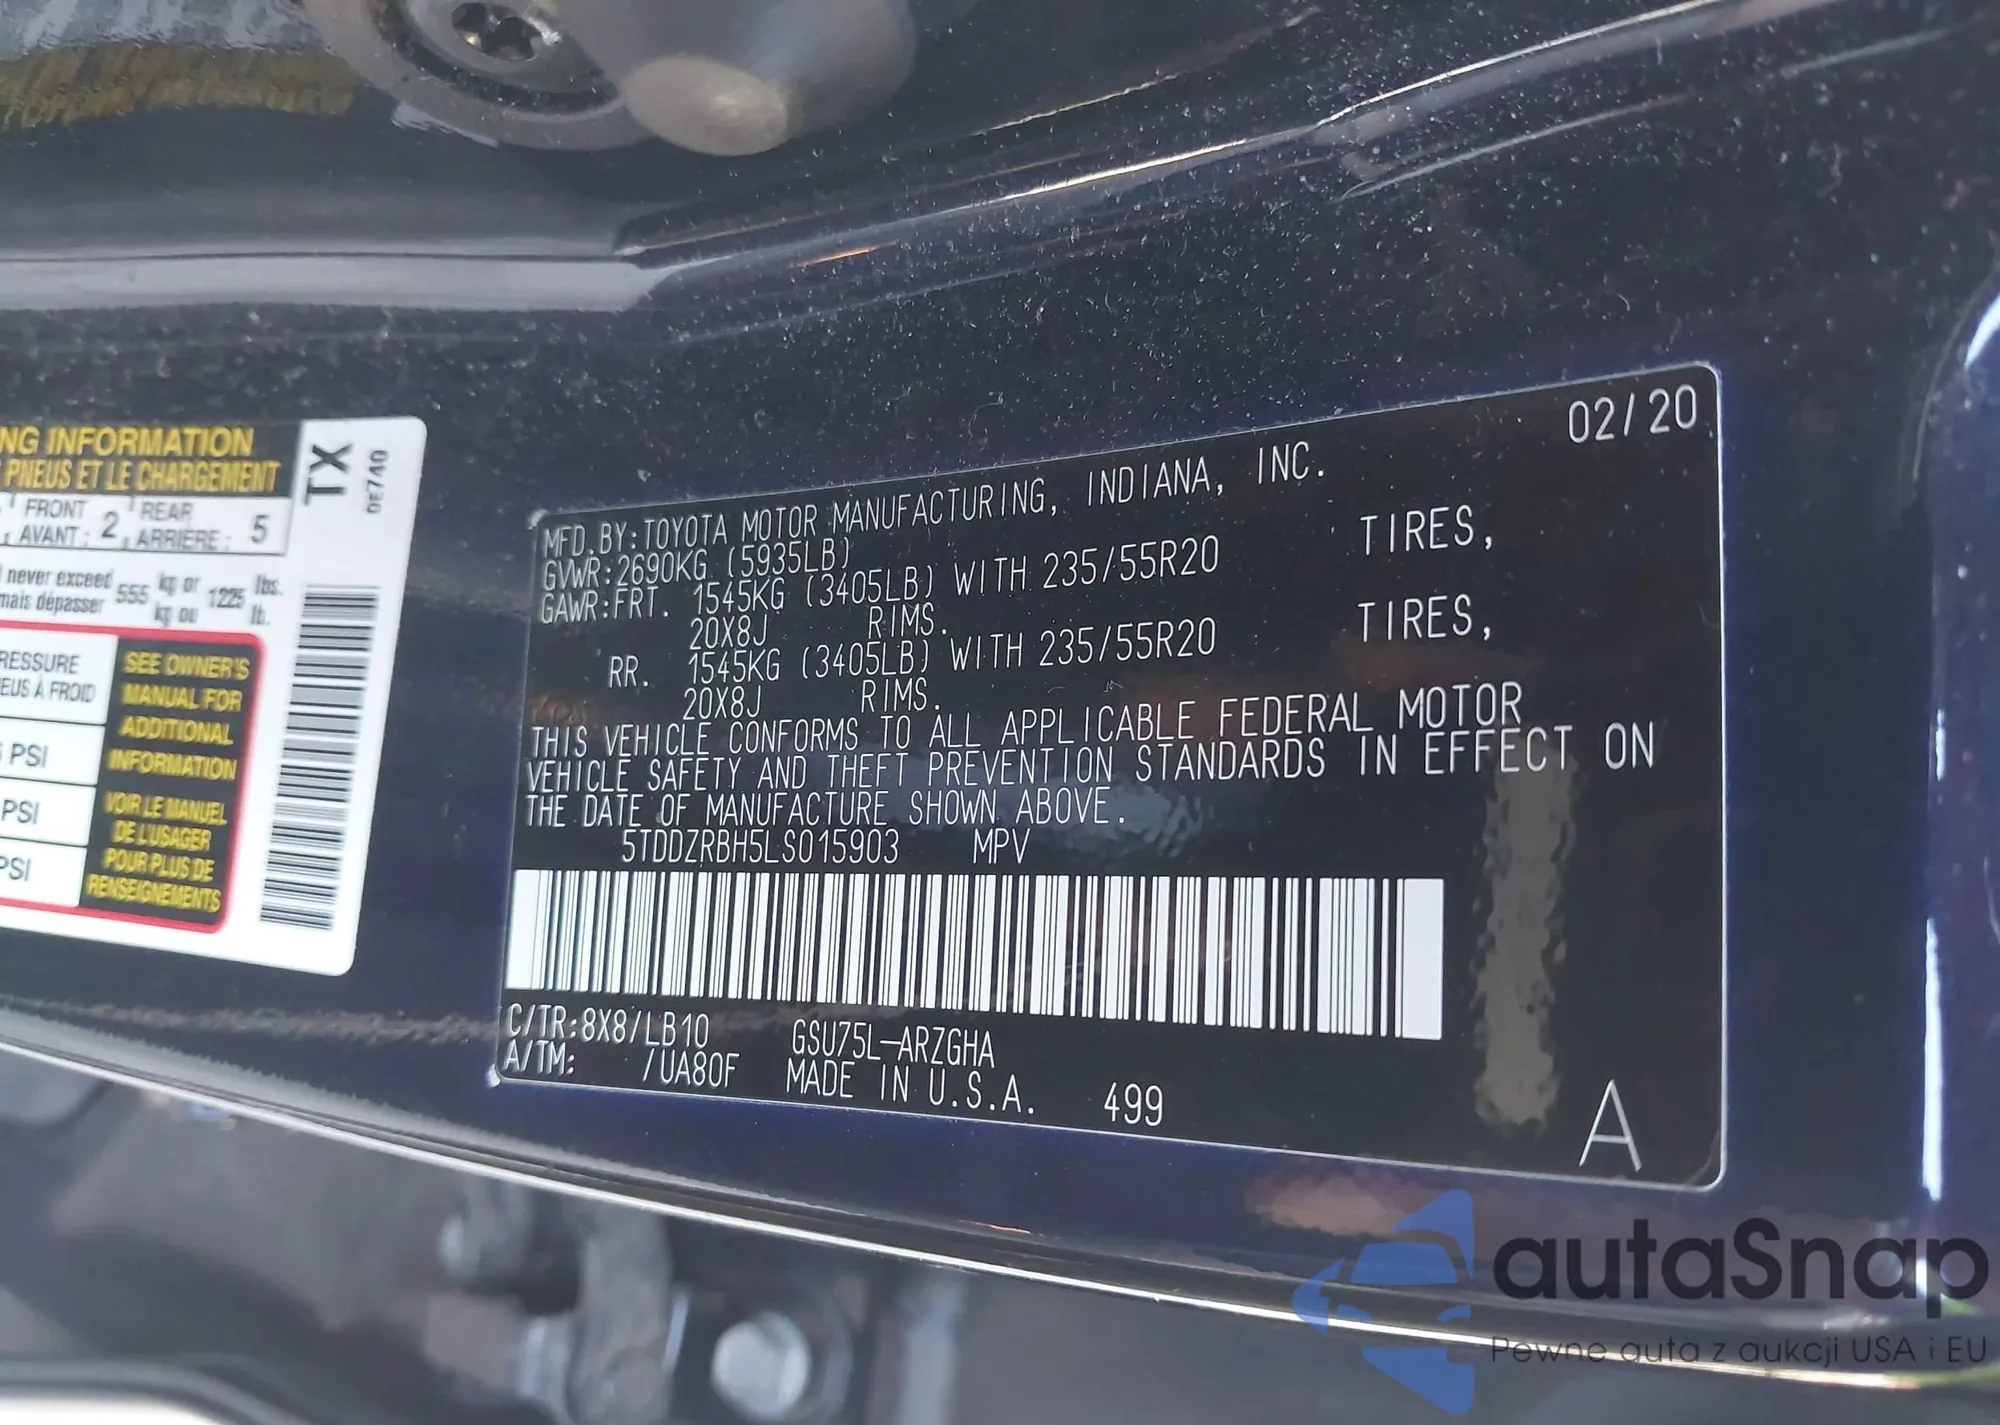 NG INFORMATION
PNEUS ET LE CHARGEMENT
TX
0E740
FRONT 2 REAR 5
AVANT: ARRIÈRE:
never exceed 555 kg or 1225 lbs.
mais dépasser kg ou lb.
RESSURE
EUS À FROID
PSI
PSI
PSI
SEE OWNER'S
MANUAL FOR
ADDITIONAL
INFORMATION
VOIR LE MANUEL
DE L'USAGER
POUR PLUS DE
RENSEIGNEMENTS
02/20
MFD.BY:TOYOTA MOTOR MANUFACTURING, INDIANA, INC.
GVWR:2690KG (5935LB)
GAWR:FRT. 1545KG (3405LB) WITH 235/55R20 TIRES,
20X8J RIMS.
RR. 1545KG (3405LB) WITH 235/55R20 TIRES,
20X8J RIMS.
THIS VEHICLE CONFORMS TO ALL APPLICABLE FEDERAL MOTOR
VEHICLE SAFETY AND THEFT PREVENTION STANDARDS IN EFFECT ON
THE DATE OF MANUFACTURE SHOWN ABOVE.
5TDDZRBH5LS015903 MPV
C/TR:8X8/LB10 GSU75L-ARZGHA
A/TM: /UA80F MADE IN U.S.A. 499
A
autaSnap
Pewne auta z aukcji USA i EU